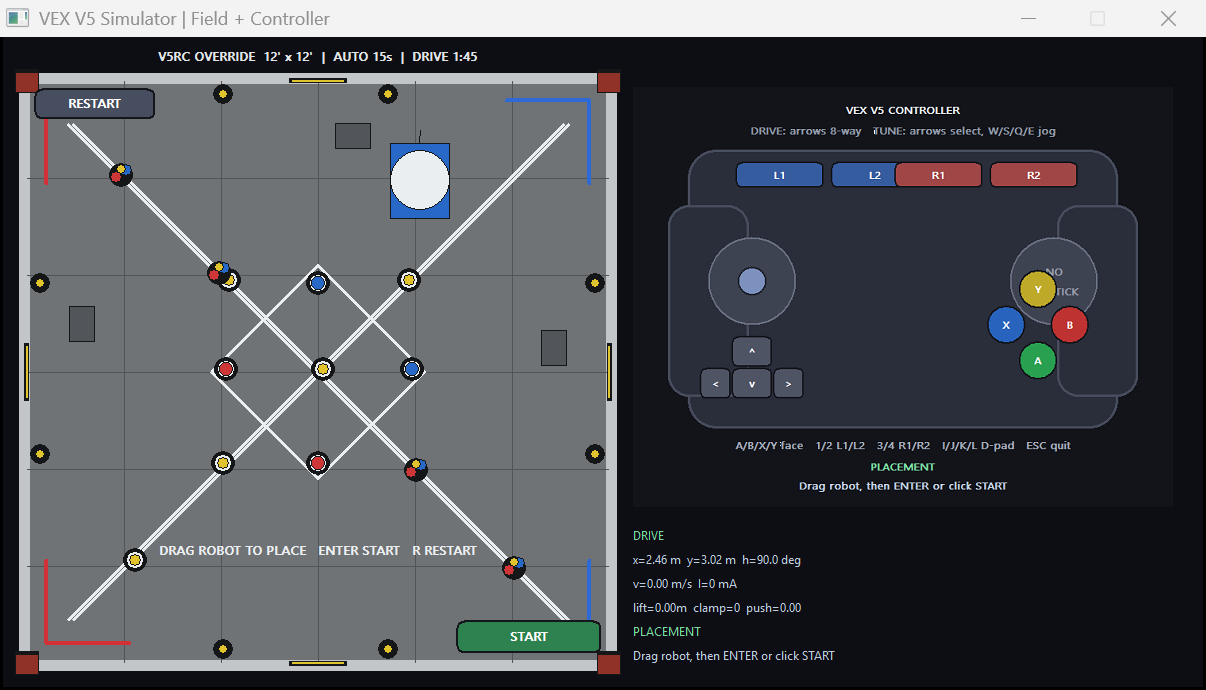 VEX V5 Simulator | Field + Controller
V5RC OVERRIDE 12' x 12' | AUTO 15s | DRIVE 1:45
RESTART
DRAG ROBOT TO PLACE ENTER START R RESTART
START
VEX V5 CONTROLLER
DRIVE: arrows 8-way TUNE: arrows select, W/S/Q/E jog
L1 L2 R1 R2
NO
Y
TICK
X B
A
^
< v >
A/B/X/Y face 1/2 L1/L2 3/4 R1/R2 I/J/K/L D-pad ESC quit
PLACEMENT
Drag robot, then ENTER or click START
DRIVE
x=2.46 m y=3.02 m h=90.0 deg
v=0.00 m/s I=0 mA
lift=0.00m clamp=0 push=0.00
PLACEMENT
Drag robot, then ENTER or click START